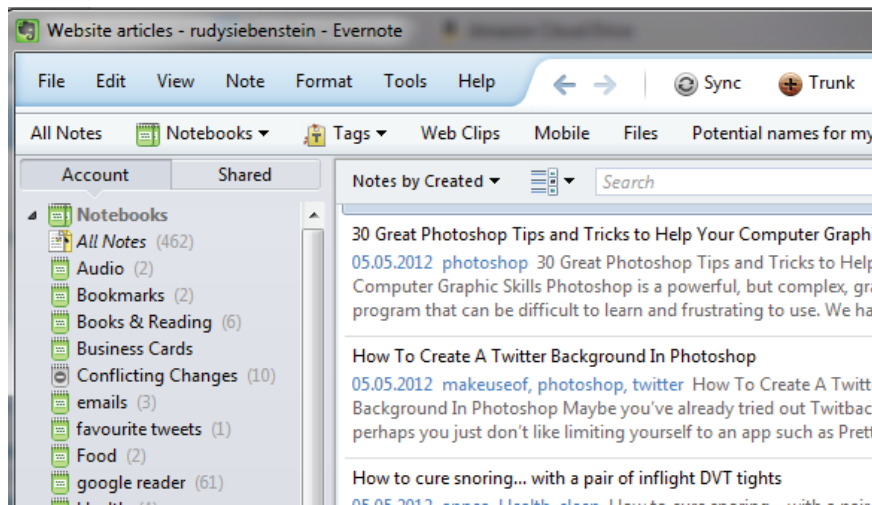 Website articles - rudysiebenstein - Evernote
File Edit View Note Format Tools Help Sync Trunk
All Notes Notebooks Tags Web Clips Mobile Files Potential names for my
Account Shared
Notes by Created Search
Notebooks
All Notes (462)
Audio (2)
Bookmarks (2)
Books & Reading (6)
Business Cards
Conflicting Changes (10)
emails (3)
favourite tweets (1)
Food (2)
google reader (61)
30 Great Photoshop Tips and Tricks to Help Your Computer Graph
05.05.2012 photoshop 30 Great Photoshop Tips and Tricks to Help
Computer Graphic Skills Photoshop is a powerful, but complex, gra
program that can be difficult to learn and frustrating to use. We ha
How To Create A Twitter Background In Photoshop
05.05.2012 makeuseof, photoshop, twitter How To Create A Twitt
Background In Photoshop Maybe you've already tried out Twitbac
perhaps you just don't like limiting yourself to an app such as Prett
How to cure snoring... with a pair of inflight DVT tights